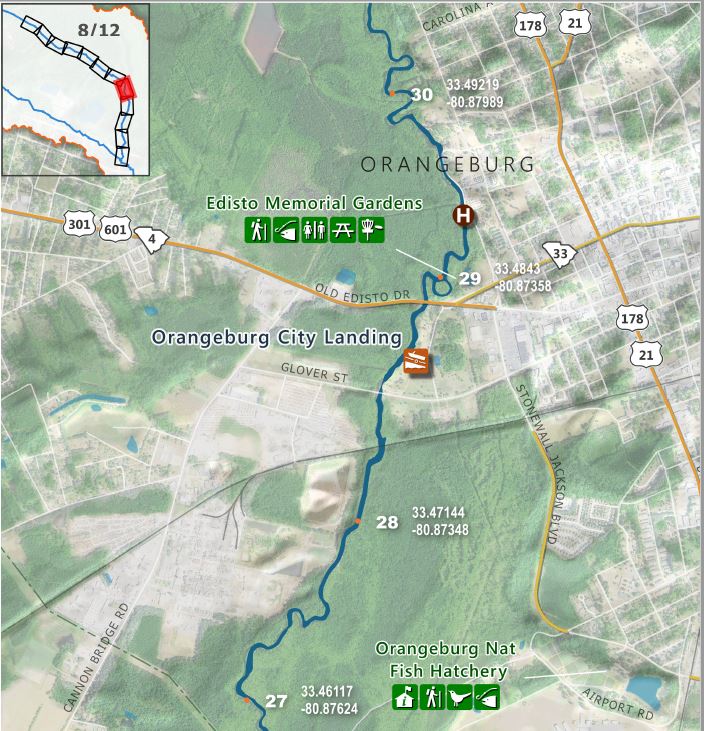 8/12
CAROLINA A
178
21
30
33.49219
-80.87989
ORANGEBURG
Edisto Memorial Gardens
H
301
601
4
33
29
33.4843
-80.87358
OLD EDISTO DR
Orangeburg City Landing
178
21
GLOVER ST
STONEWALL JACKSON BLVD
28
33.47144
-80.87348
CANNON BRIDGE RD
Orangeburg Nat
Fish Hatchery
27
33.46117
-80.87624
AIRPORT RD